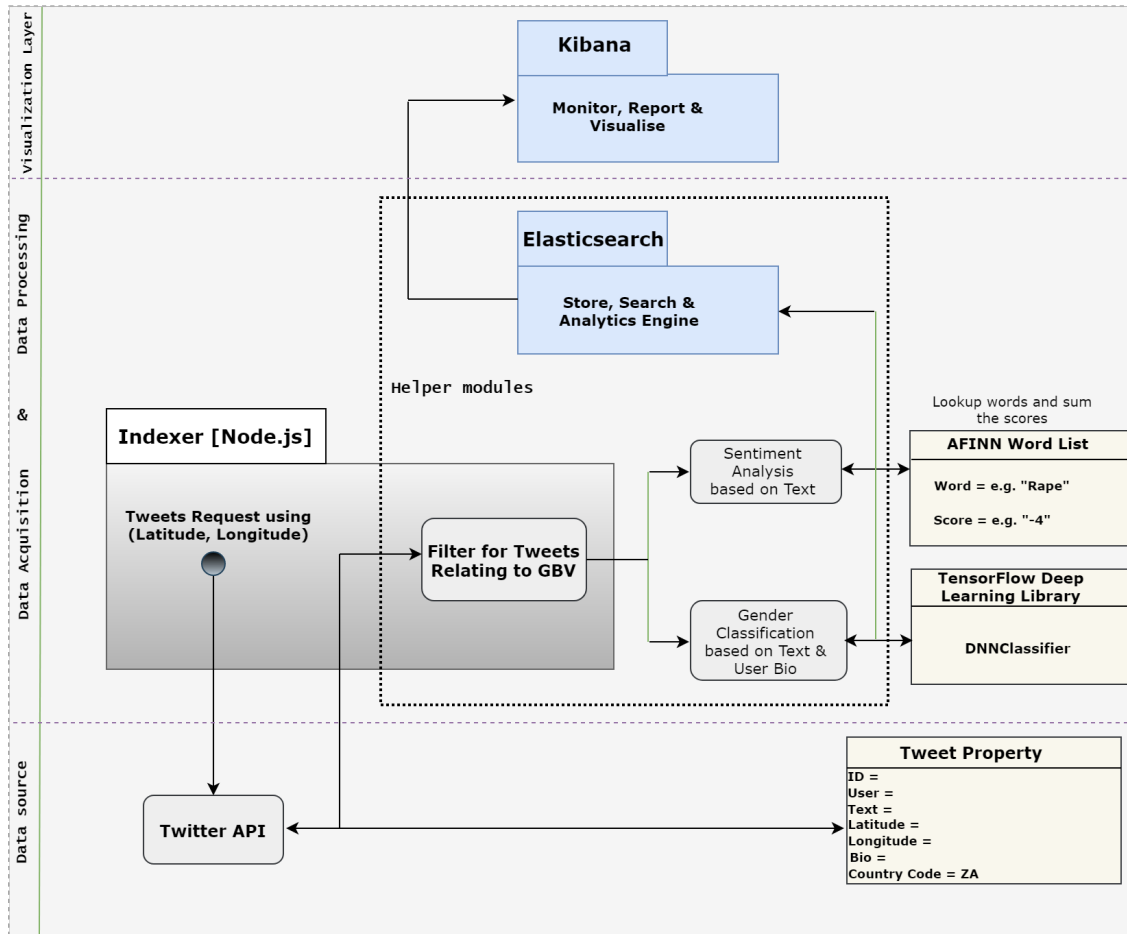 Visualization Layer
Kibana
Monitor, Report &
Visualise
Data Processing
&
Data Acquisition
Elasticsearch
Store, Search &
Analytics Engine
Helper modules
Indexer [Node.js]
Tweets Request using
(Latitude, Longitude)
Filter for Tweets
Relating to GBV
Sentiment
Analysis
based on Text
Gender
Classification
based on Text &
User Bio
Lookup words and sum
the scores
AFINN Word List
Word = e.g. "Rape"
Score = e.g. "-4"
TensorFlow Deep
Learning Library
DNNClassifier
Data source
Twitter API
Tweet Property
ID =
User =
Text =
Latitude =
Longitude =
Bio =
Country Code = ZA